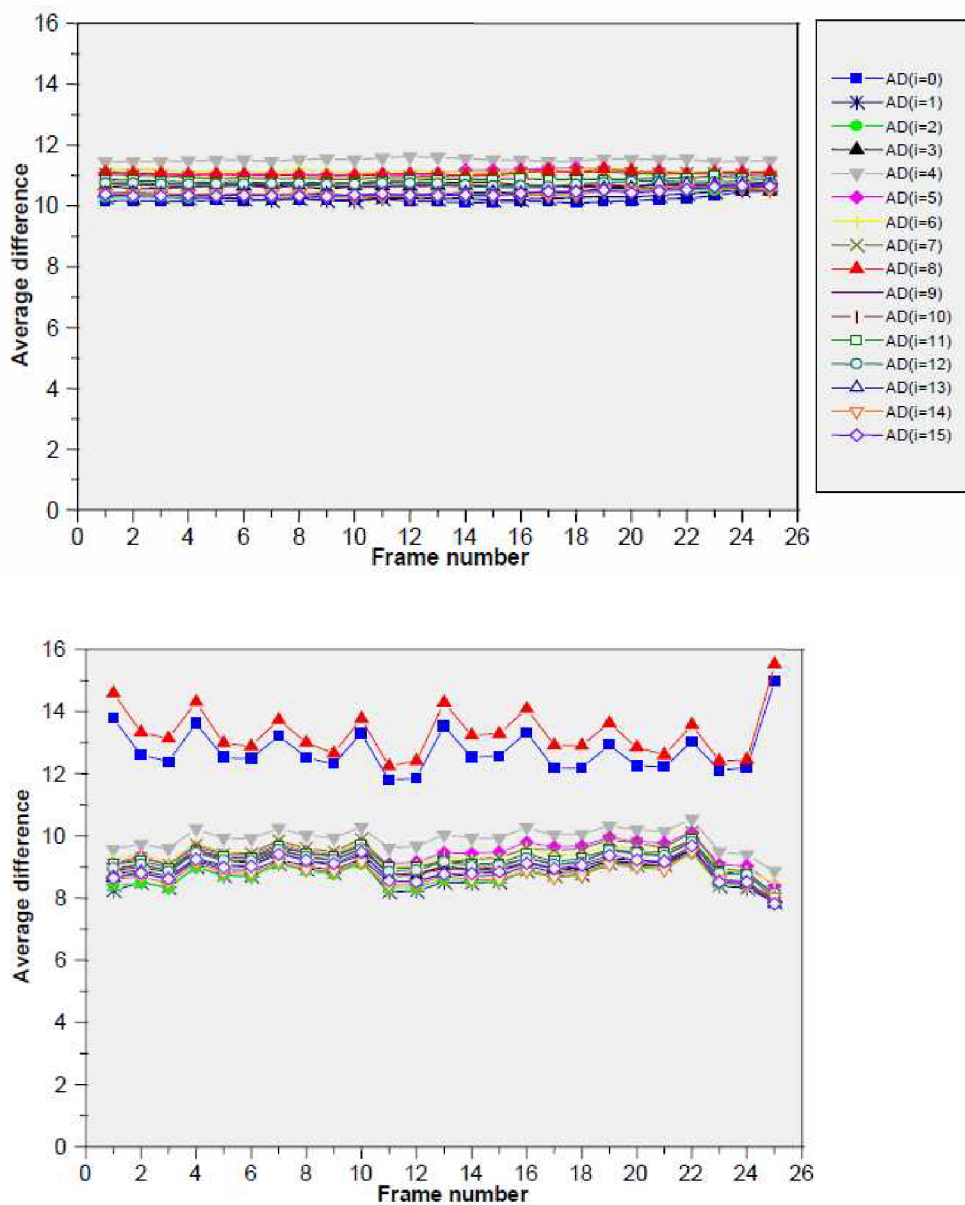 16
14
12
10
8
6
4
2
0
Average difference
0 2 4 6 8 10 12 14 16 18 20 22 24 26
Frame number
AD(i=0)
AD(i=1)
AD(i=2)
AD(i=3)
AD(i=4)
AD(i=5)
AD(i=6)
AD(i=7)
AD(i=8)
AD(i=9)
AD(i=10)
AD(i=11)
AD(i=12)
AD(i=13)
AD(i=14)
AD(i=15)
16
14
12
10
8
6
4
2
0
Average difference
0 2 4 6 8 10 12 14 16 18 20 22 24 26
Frame number